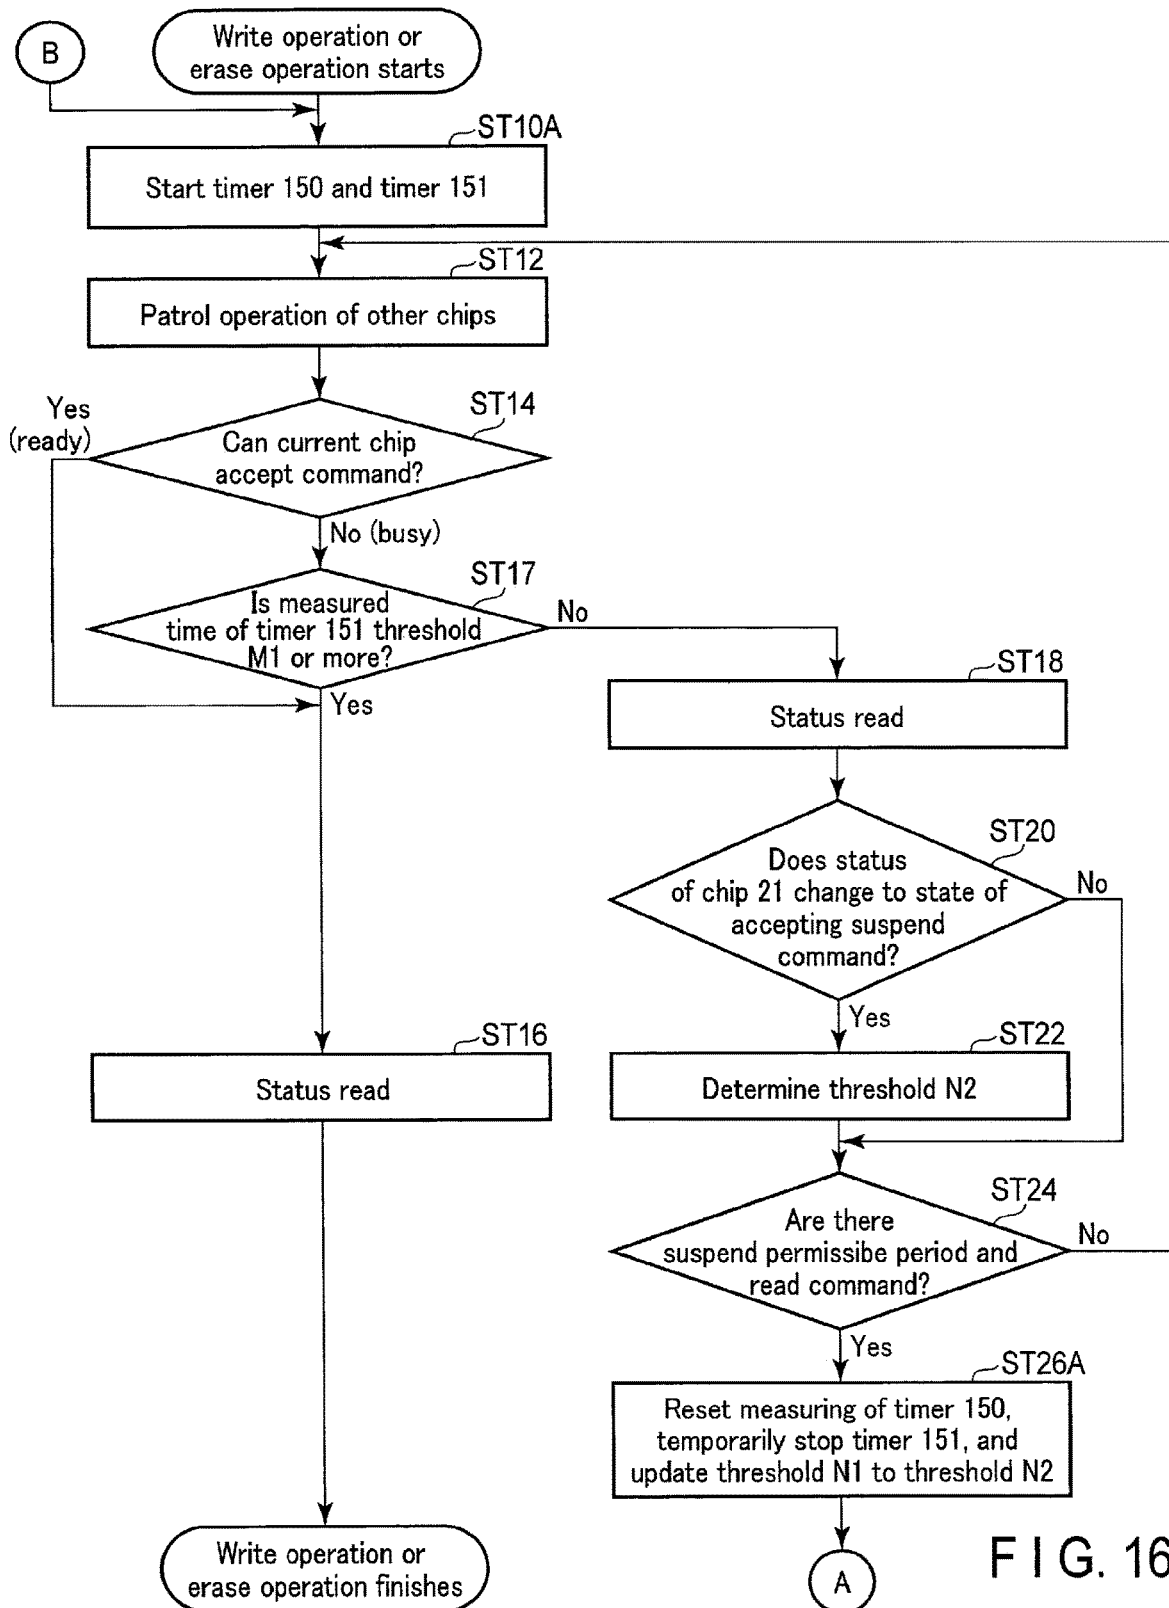 B
Write operation or
erase operation starts
ST10A
Start timer 150 and timer 151
ST12
Patrol operation of other chips
ST14
Yes
(ready)
Can current chip
accept command?
No (busy)
ST17
Is measured
time of timer 151 threshold
M1 or more?
No
Yes
ST18
Status read
ST20
Does status
of chip 21 change to state of
accepting suspend
command?
No
Yes
ST16
Status read
ST22
Determine threshold N2
ST24
Are there
suspend permissibe period and
read command?
No
Yes
ST26A
Reset measuring of timer 150,
temporarily stop timer 151, and
update threshold N1 to threshold N2
Write operation or
erase operation finishes
A
FIG. 16